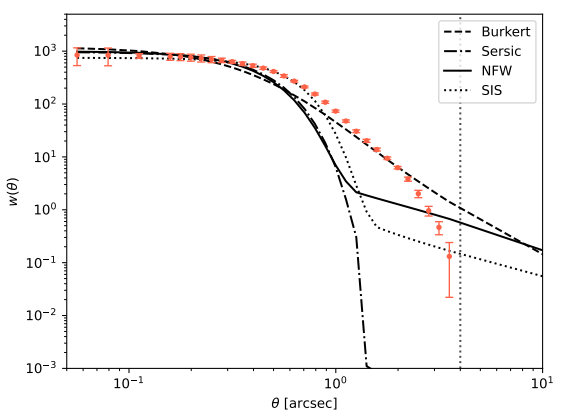 Burkert
Sersic
NFW
SIS
10³
10²
10¹
10⁰
10⁻¹
10⁻²
10⁻³
w(θ)
10⁻¹ 10⁰ 10¹
θ [arcsec]